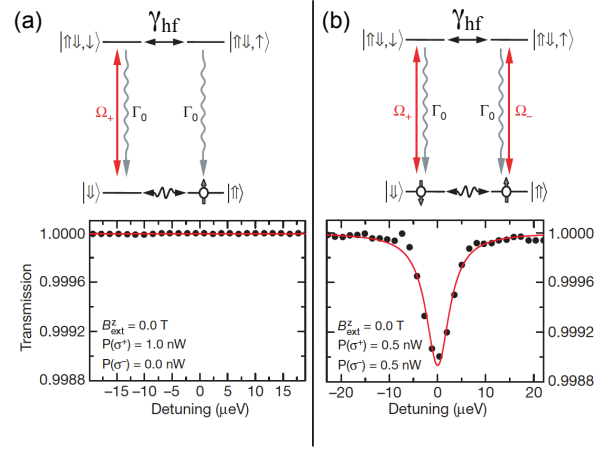 (a)
γhf
|⇑⇓,↓⟩ |⇑⇓,↑⟩
Ω+ Γ0 Γ0
|⇓⟩ |⇑⟩
1.0000
0.9996
0.9992
0.9988
Transmission
B^z_ext = 0.0 T
P(σ+) = 1.0 nW
P(σ-) = 0.0 nW
−15 −10 −5 0 5 10 15
Detuning (μeV)
(b)
γhf
|⇑⇓,↓⟩ |⇑⇓,↑⟩
Ω+ Γ0 Γ0 Ω−
|⇓⟩ |⇑⟩
1.0000
0.9996
0.9992
0.9988
B^z_ext = 0.0 T
P(σ+) = 0.5 nW
P(σ-) = 0.5 nW
−20 −10 0 10 20
Detuning (μeV)